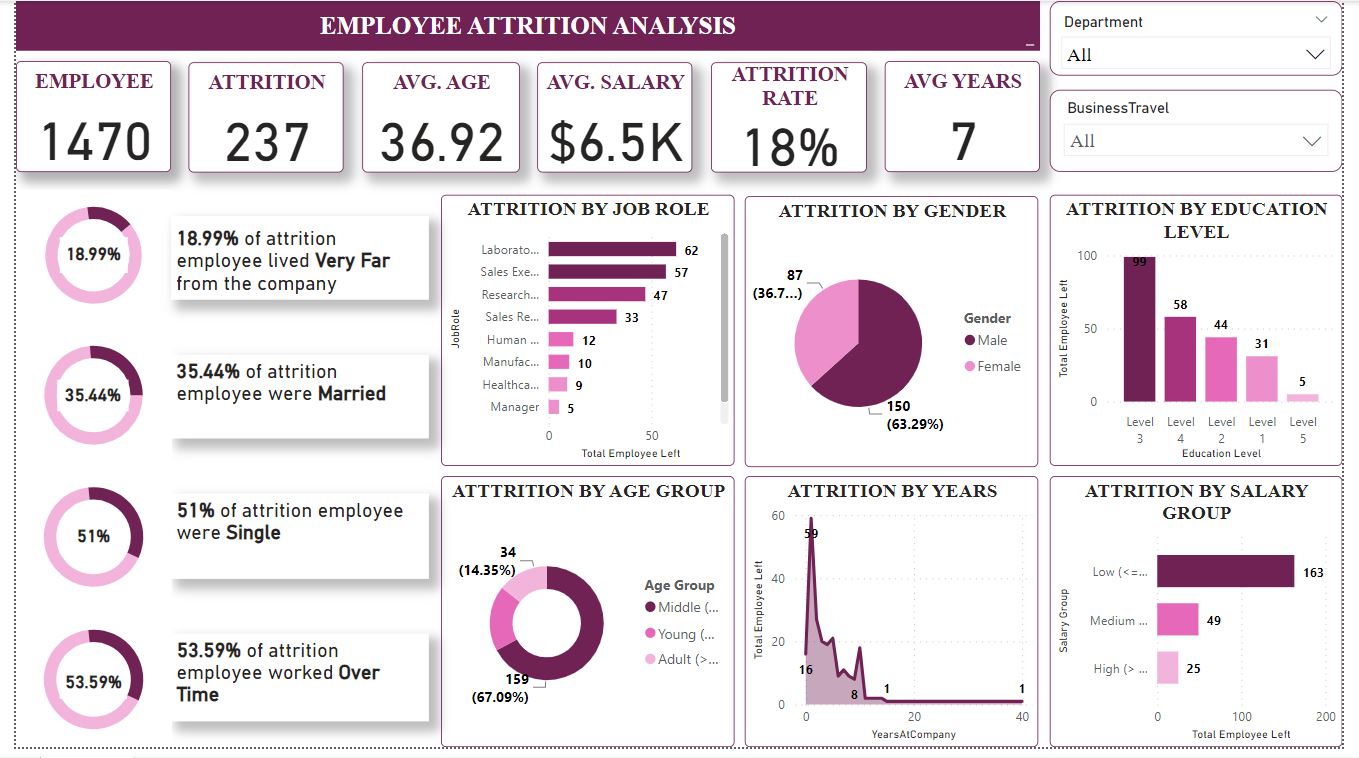 EMPLOYEE ATTRITION ANALYSIS
Department
All
BusinessTravel
All
EMPLOYEE
1470
ATTRITION
237
AVG. AGE
36.92
AVG. SALARY
$6.5K
ATTRITION
RATE
18%
AVG YEARS
7
18.99%
18.99% of attrition
employee lived Very Far
from the company
35.44%
35.44% of attrition
employee were Married
51%
51% of attrition employee
were Single
53.59%
53.59% of attrition
employee worked Over
Time
ATTRITION BY JOB ROLE
JobRole
Laborato... 62
Sales Exe... 57
Research... 47
Sales Re... 33
Human ... 12
Manufac... 10
Healthca... 9
Manager 5
0 50
Total Employee Left
ATTRITION BY GENDER
87
(36.7...)
150
(63.29%)
Gender
Male
Female
ATTRITION BY EDUCATION
LEVEL
Total Employee Left
100
50
0
99
58
44
31
5
Level Level Level Level Level
3 4 2 1 5
Education Level
ATTTRITION BY AGE GROUP
34
(14.35%)
159
(67.09%)
Age Group
Middle (...
Young (...
Adult (>...
ATTRITION BY YEARS
Total Employee Left
60
40
20
0
59
16
8
1
1
0 20 40
YearsAtCompany
ATTRITION BY SALARY
GROUP
Salary Group
Low (<=... 163
Medium ... 49
High (> ... 25
0 100 200
Total Employee Left